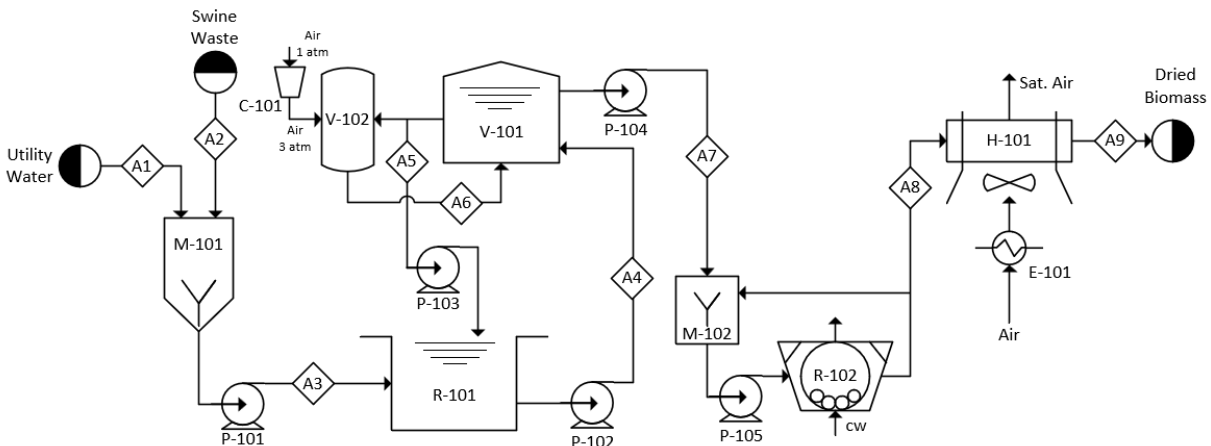 Swine
Waste
Air
1 atm
C-101
Air
3 atm
V-102
V-101
P-104
Sat. Air
Dried
Biomass
H-101
A9
Utility
Water
A1
A2
A5
A6
A7
A8
E-101
Air
M-101
P-103
A4
M-102
A3
R-101
R-102
P-101
P-102
P-105
cw